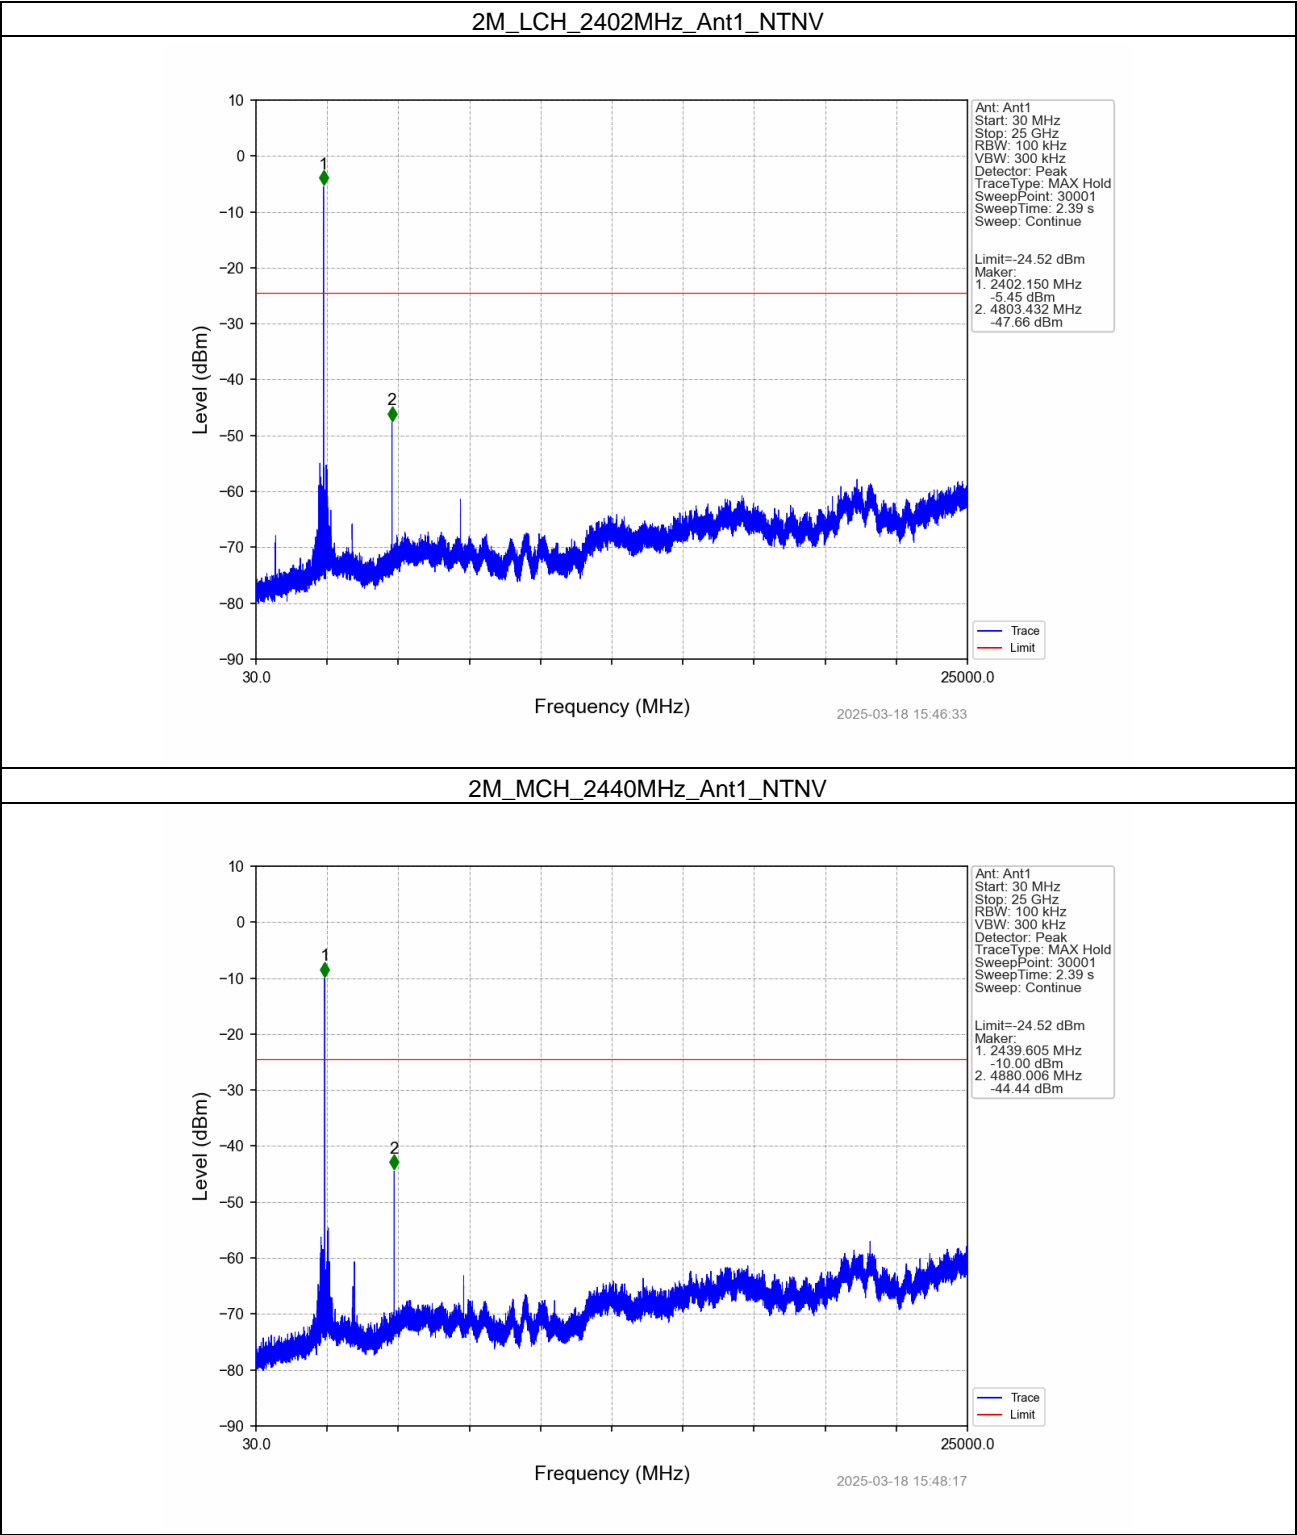 2M_LCH_2402MHz_Ant1_NTNV
10
0
−10
−20
−30
−40
−50
−60
−70
−80
−90
Level (dBm)
1
2
30.0
25000.0
Frequency (MHz)
2025-03-18 15:46:33
Ant: Ant1
Start: 30 MHz
Stop: 25 GHz
RBW: 100 kHz
VBW: 300 kHz
Detector: Peak
TraceType: MAX Hold
SweepPoint: 30001
SweepTime: 2.39 s
Sweep: Continue
Limit=-24.52 dBm
Maker:
1. 2402.150 MHz
-5.45 dBm
2. 4803.432 MHz
-47.66 dBm
Trace
Limit
2M_MCH_2440MHz_Ant1_NTNV
10
0
−10
−20
−30
−40
−50
−60
−70
−80
−90
Level (dBm)
1
2
30.0
25000.0
Frequency (MHz)
2025-03-18 15:48:17
Ant: Ant1
Start: 30 MHz
Stop: 25 GHz
RBW: 100 kHz
VBW: 300 kHz
Detector: Peak
TraceType: MAX Hold
SweepPoint: 30001
SweepTime: 2.39 s
Sweep: Continue
Limit=-24.52 dBm
Maker:
1. 2439.605 MHz
-10.00 dBm
2. 4880.006 MHz
-44.44 dBm
Trace
Limit